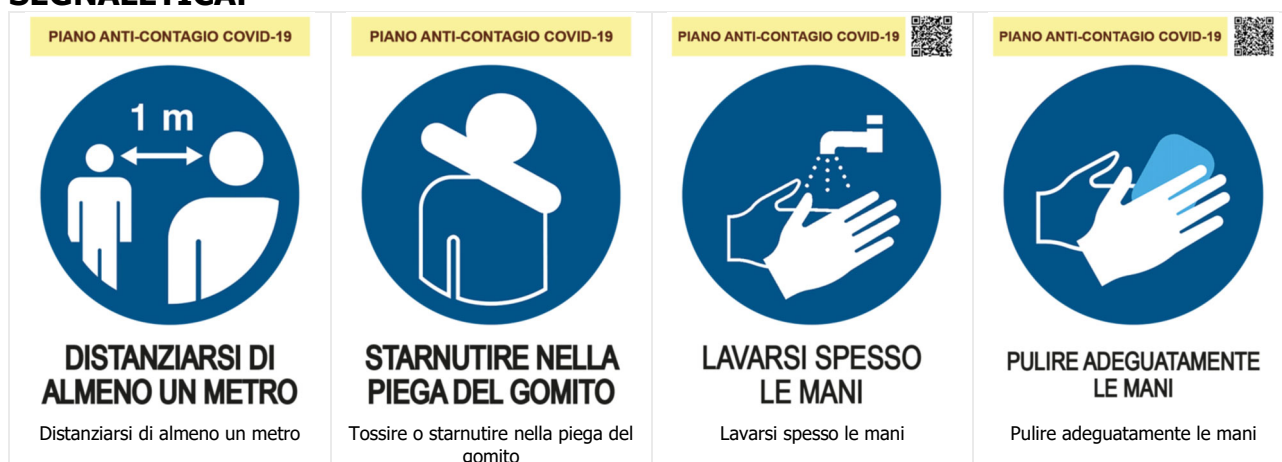 SEGNALETICA:
PIANO ANTI-CONTAGIO COVID-19
1 m
DISTANZIARSI DI
ALMENO UN METRO
Distanziarsi di almeno un metro
PIANO ANTI-CONTAGIO COVID-19
STARNUTIRE NELLA
PIEGA DEL GOMITO
Tossire o starnutire nella piega del
gomito
PIANO ANTI-CONTAGIO COVID-19
LAVARSI SPESSO
LE MANI
Lavarsi spesso le mani
PIANO ANTI-CONTAGIO COVID-19
PULIRE ADEGUATAMENTE
LE MANI
Pulire adeguatamente le mani